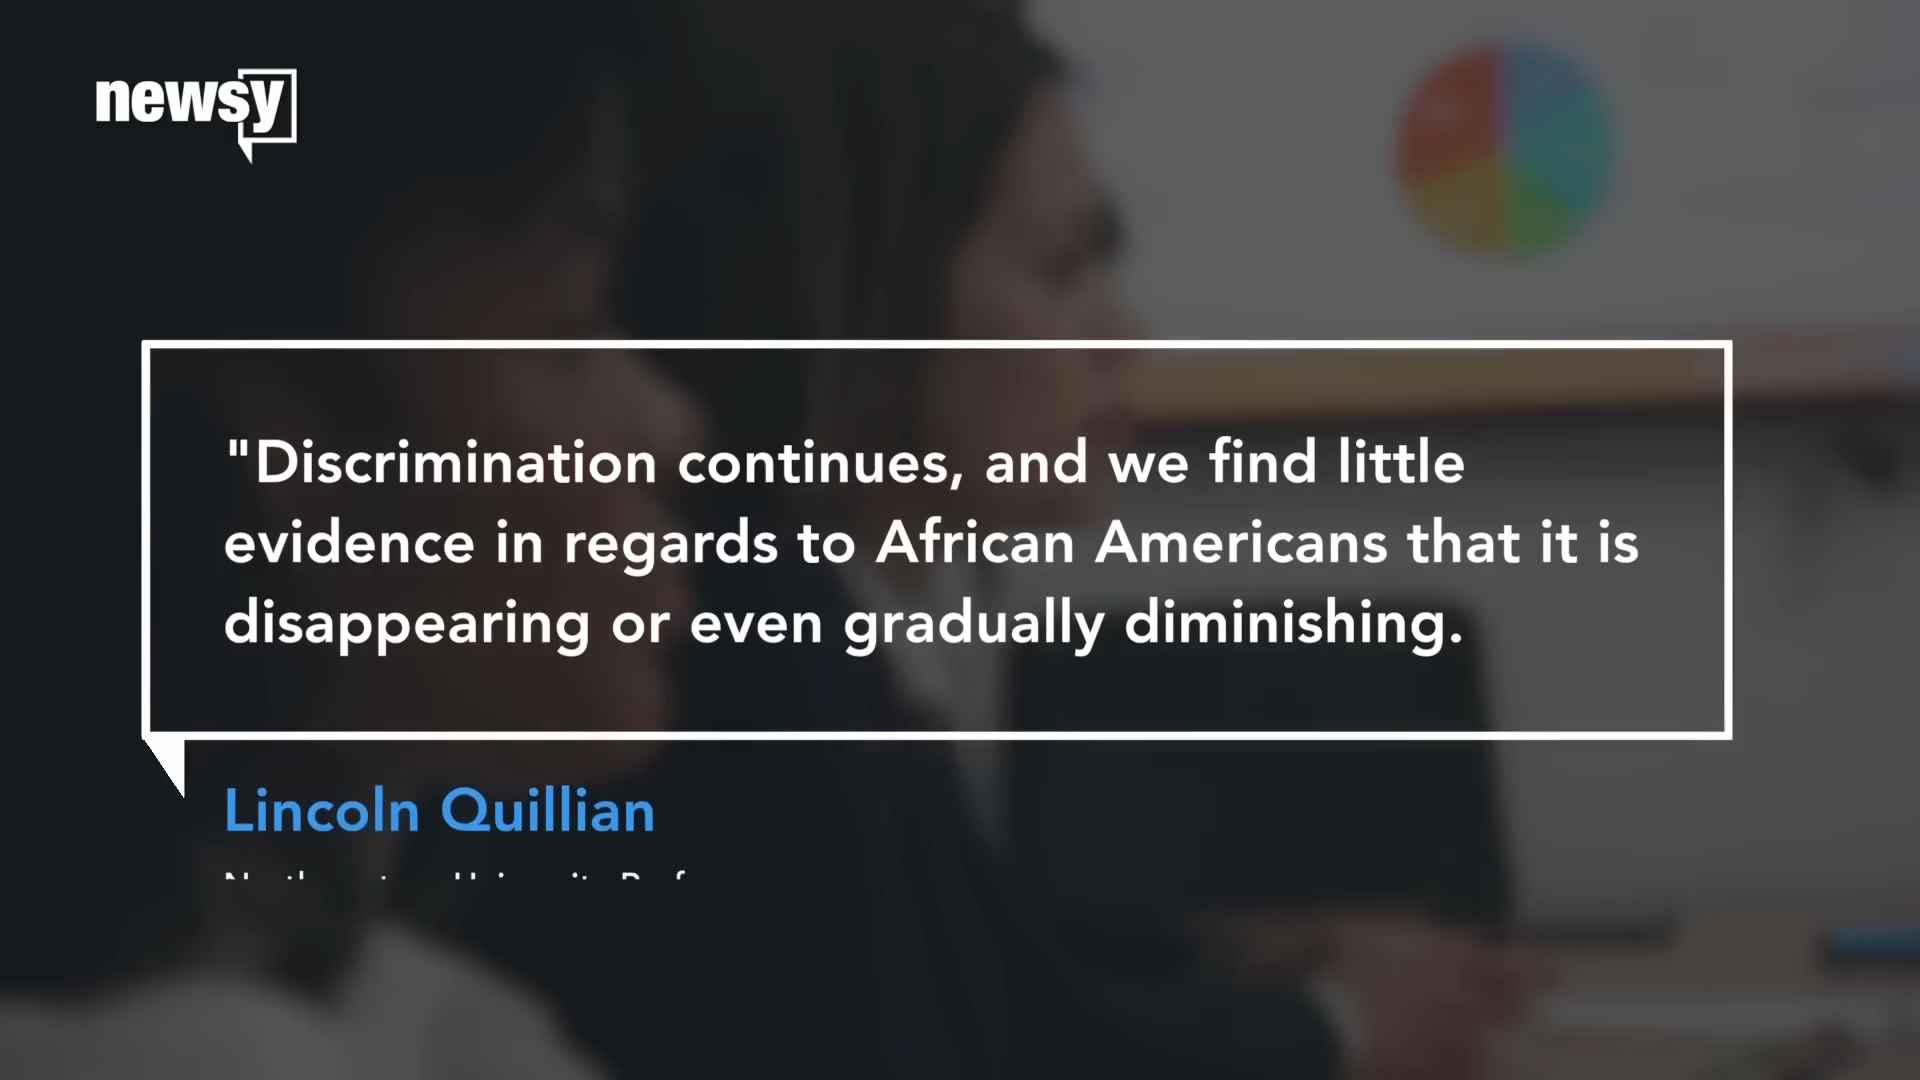 newsy
"Discrimination continues, and we find little
evidence in regards to African Americans that it is
disappearing or even gradually diminishing.
Lincoln Quillian